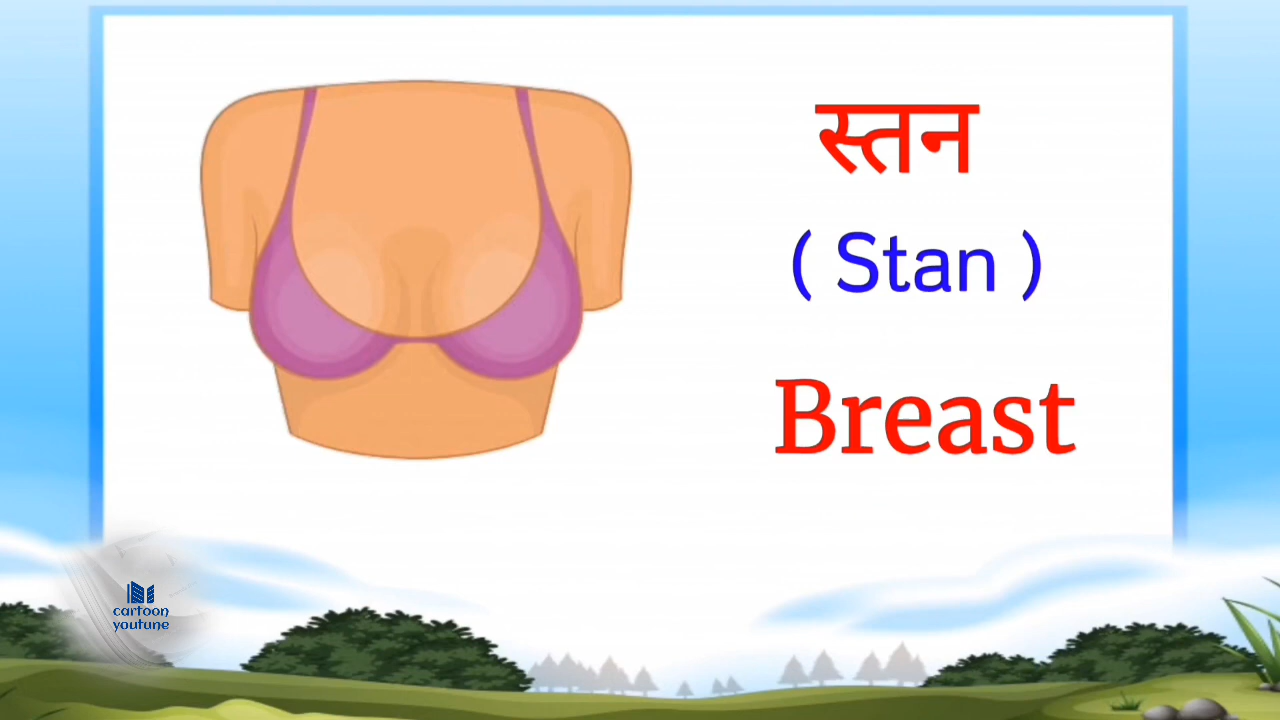 स्तन
( Stan )
Breast
cartoon
youtune